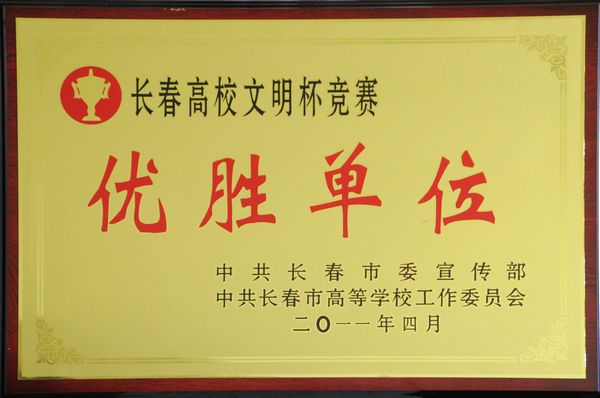 长春高校文明杯竞赛
优胜单位
中共长春市委宣传部
中共长春市高等学校工作委员会
二〇一一年四月